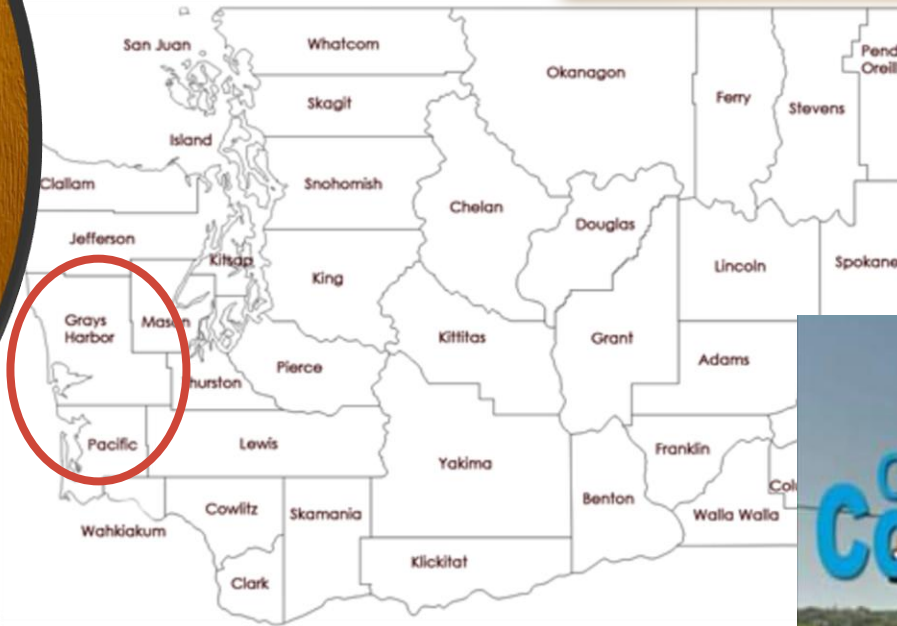 San Juan
Whatcom
Okanagon
Pend
Oreill
Skagit
Ferry
Stevens
Island
Clallam
Snohomish
Chelan
Douglas
Jefferson
Kitsap
King
Lincoln
Spokane
Grays
Harbor
Mason
Kittitas
Grant
Adams
Pierce
hurston
Pacific
Lewis
Yakima
Franklin
Benton
Colu
Walla Walla
Wahkiakum
Cowlitz
Skamania
Klickitat
Clark